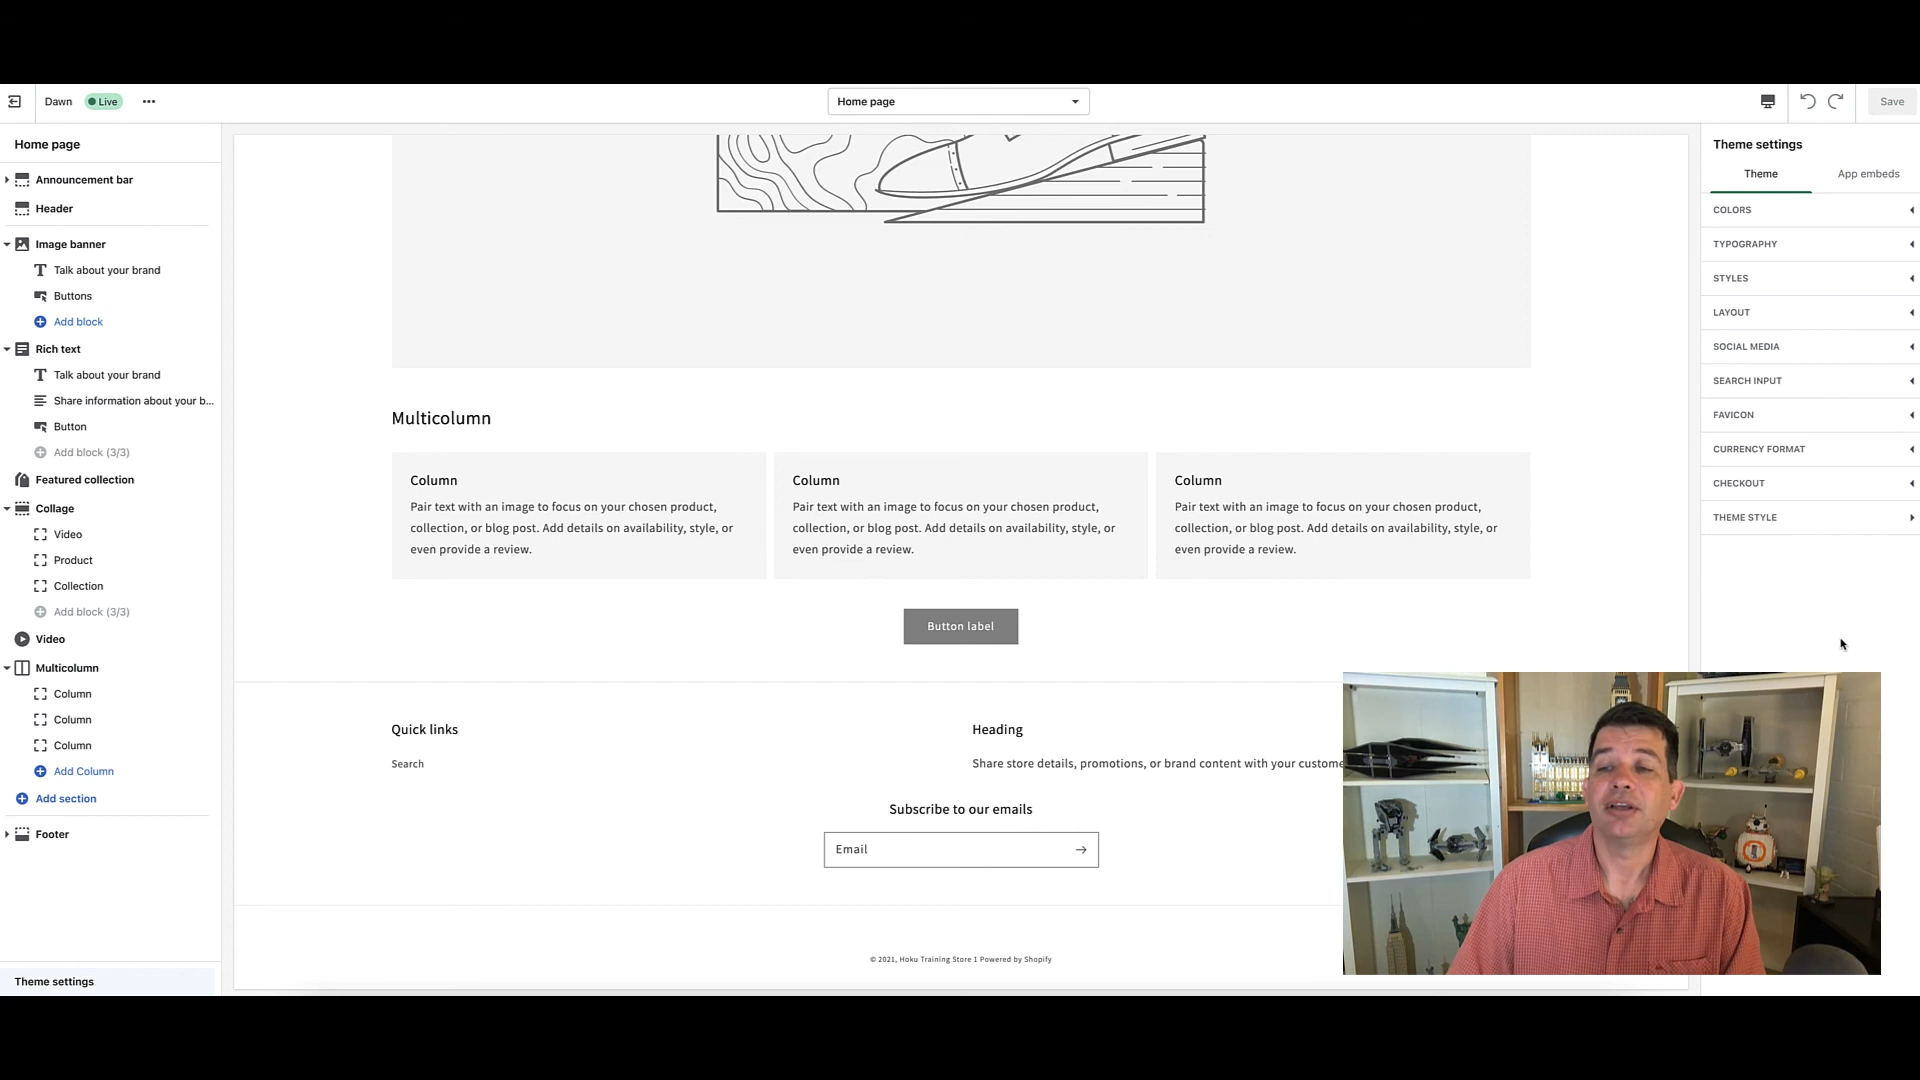 Dawn
Live
Home page
Save
Home page
Announcement bar
Header
Image banner
Talk about your brand
Buttons
Add block
Rich text
Talk about your brand
Share information about your b...
Button
Add block (3/3)
Featured collection
Collage
Video
Product
Collection
Add block (3/3)
Video
Multicolumn
Column
Column
Column
Add Column
Add section
Footer
Theme settings
Multicolumn
Column
Pair text with an image to focus on your chosen product,
collection, or blog post. Add details on availability, style, or
even provide a review.
Column
Pair text with an image to focus on your chosen product,
collection, or blog post. Add details on availability, style, or
even provide a review.
Column
Pair text with an image to focus on your chosen product,
collection, or blog post. Add details on availability, style, or
even provide a review.
Button label
Quick links
Search
Heading
Share store details, promotions, or brand content with your custome
Subscribe to our emails
Email
© 2021, Hoku Training Store 1 Powered by Shopify
Theme settings
Theme
App embeds
COLORS
TYPOGRAPHY
STYLES
LAYOUT
SOCIAL MEDIA
SEARCH INPUT
FAVICON
CURRENCY FORMAT
CHECKOUT
THEME STYLE